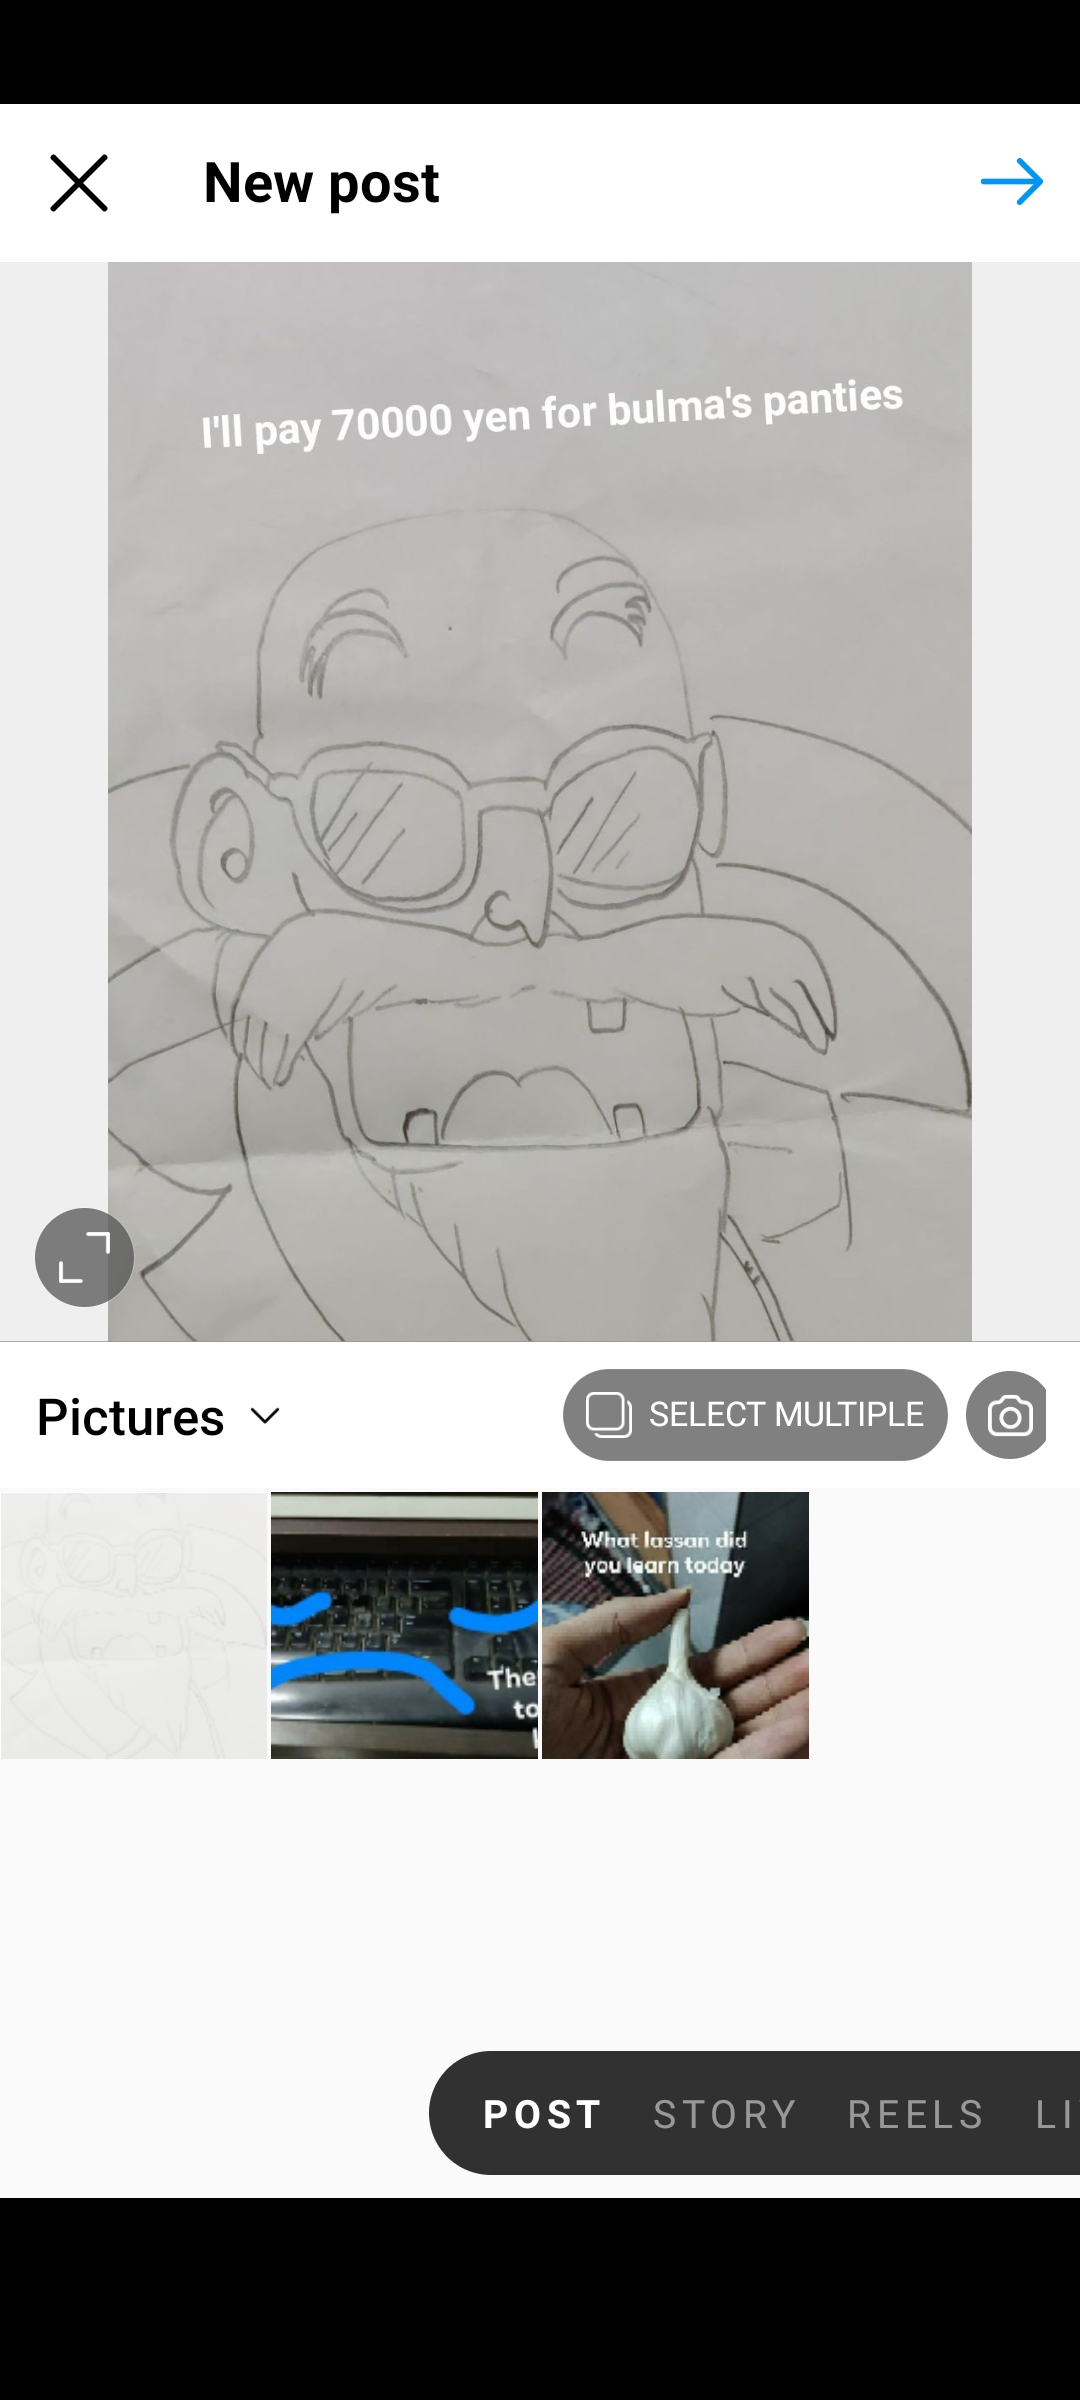 New post
I'll pay 70000 yen for bulma's panties
Pictures
SELECT MULTIPLE
The
to
What lassan did
you learn today
POST STORY REELS LI